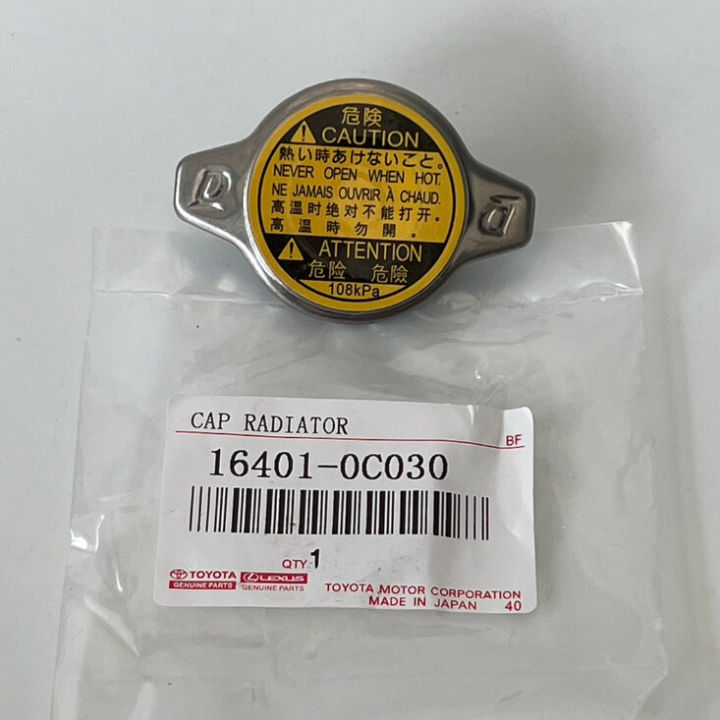 危険
CAUTION
熱い時あけないこと。
NEVER OPEN WHEN HOT.
NE JAMAIS OUVRIR À CHAUD.
高温时绝对不能打开。
高温時勿開。
ATTENTION
危险 危險
108kPa
CAP RADIATOR
BF
16401-0C030
QTY. 1
TOYOTA LEXUS
GENUINE PARTS GENUINE PARTS
TOYOTA MOTOR CORPORATION
MADE IN JAPAN 40